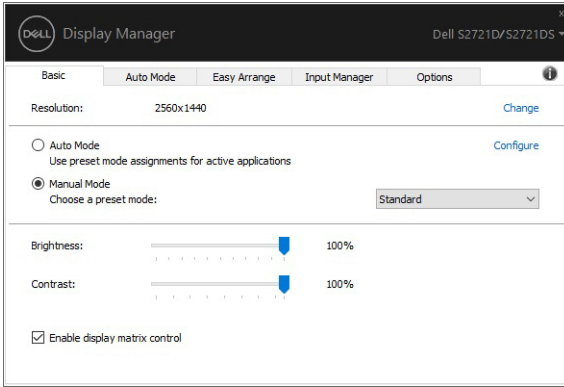 DELL Display Manager
Dell S2721D/S2721DS
Basic Auto Mode Easy Arrange Input Manager Options
Resolution: 2560x1440 Change
Auto Mode Configure
Use preset mode assignments for active applications
Manual Mode
Choose a preset mode: Standard
Brightness: 100%
Contrast: 100%
Enable display matrix control